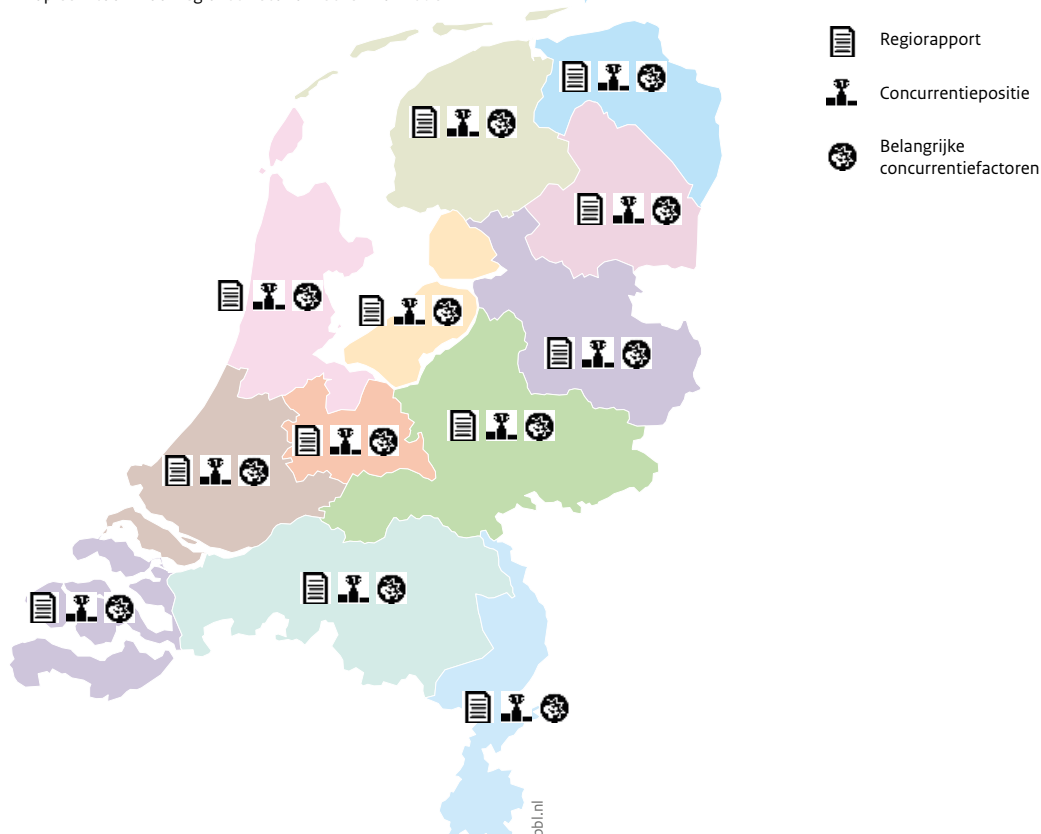 Regiorapport
Concurrentiepositie
Belangrijke
concurrentiefactoren
pbl.nl